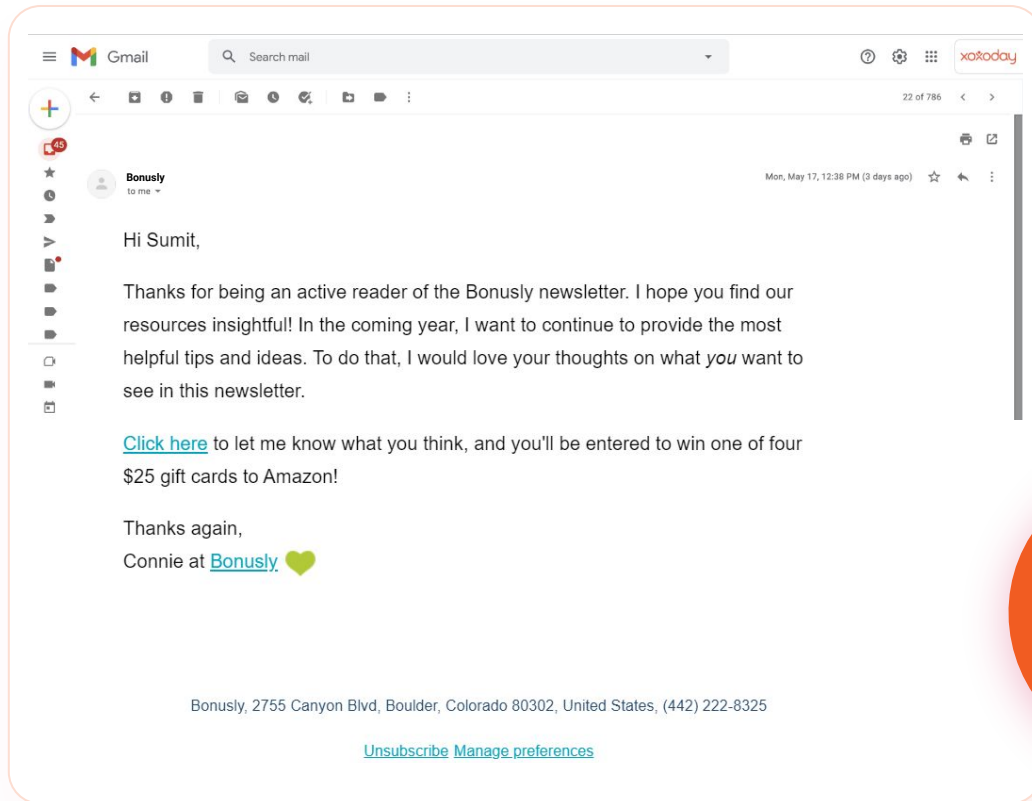 Gmail
Search mail
xoxoday
22 of 786
45
Bonusly
Mon, May 17, 12:38 PM (3 days ago)
to me
Hi Sumit,
Thanks for being an active reader of the Bonusly newsletter. I hope you find our
resources insightful! In the coming year, I want to continue to provide the most
helpful tips and ideas. To do that, I would love your thoughts on what you want to
see in this newsletter.
Click here to let me know what you think, and you'll be entered to win one of four
$25 gift cards to Amazon!
Thanks again,
Connie at Bonusly
Bonusly, 2755 Canyon Blvd, Boulder, Colorado 80302, United States, (442) 222-8325
Unsubscribe Manage preferences